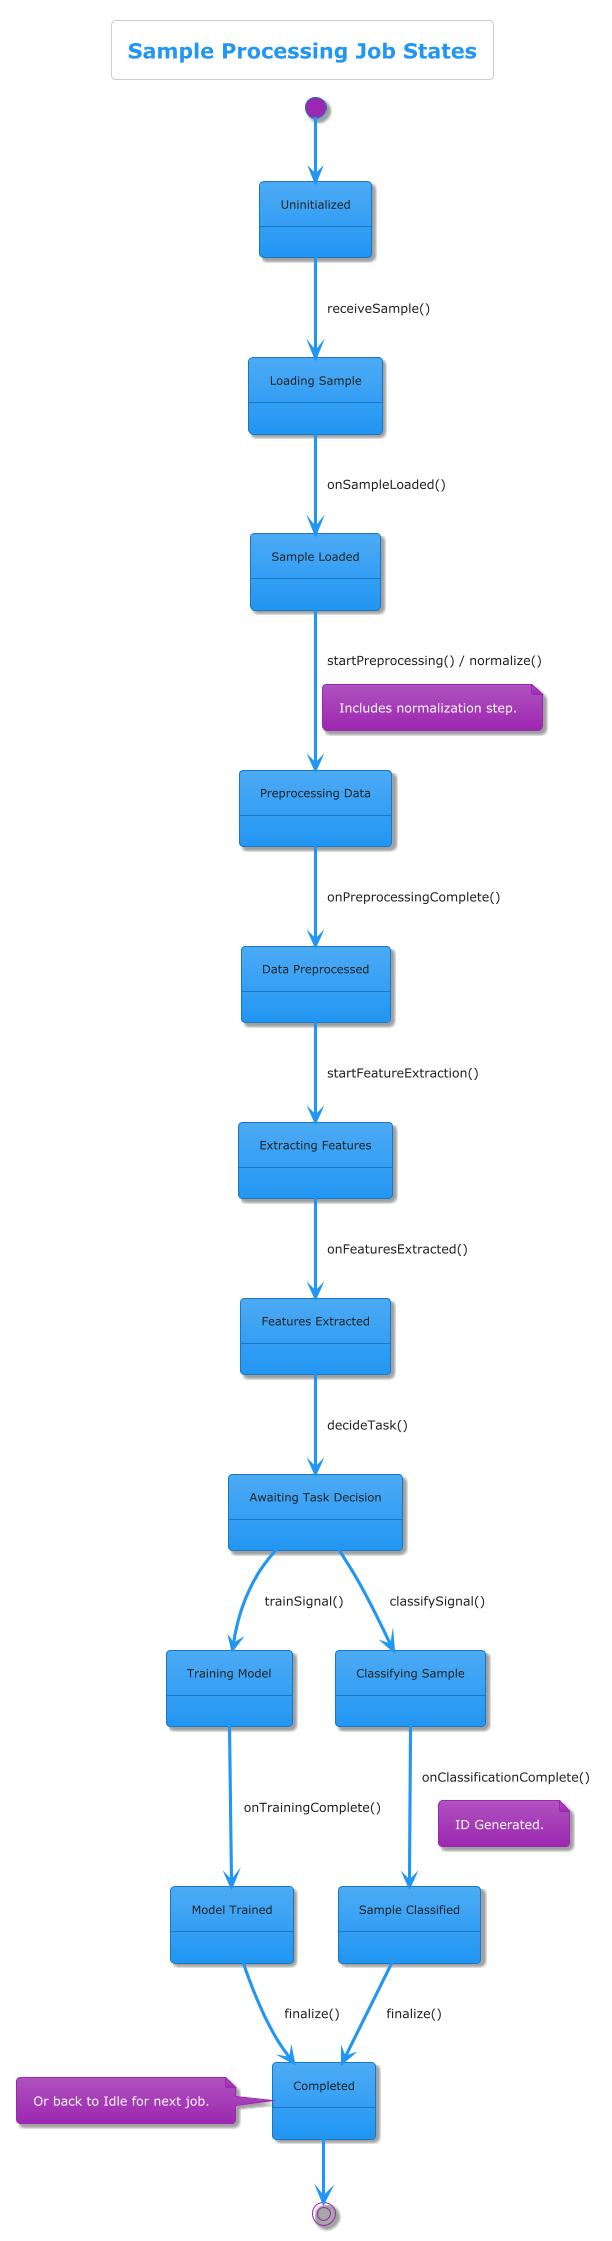 Sample Processing Job States
Uninitialized
receiveSample()
Loading Sample
onSampleLoaded()
Sample Loaded
startPreprocessing() / normalize()
Includes normalization step.
Preprocessing Data
onPreprocessingComplete()
Data Preprocessed
startFeatureExtraction()
Extracting Features
onFeaturesExtracted()
Features Extracted
decideTask()
Awaiting Task Decision
trainSignal()
classifySignal()
Training Model
Classifying Sample
onClassificationComplete()
onTrainingComplete()
ID Generated.
Model Trained
Sample Classified
finalize()
finalize()
Completed
Or back to Idle for next job.